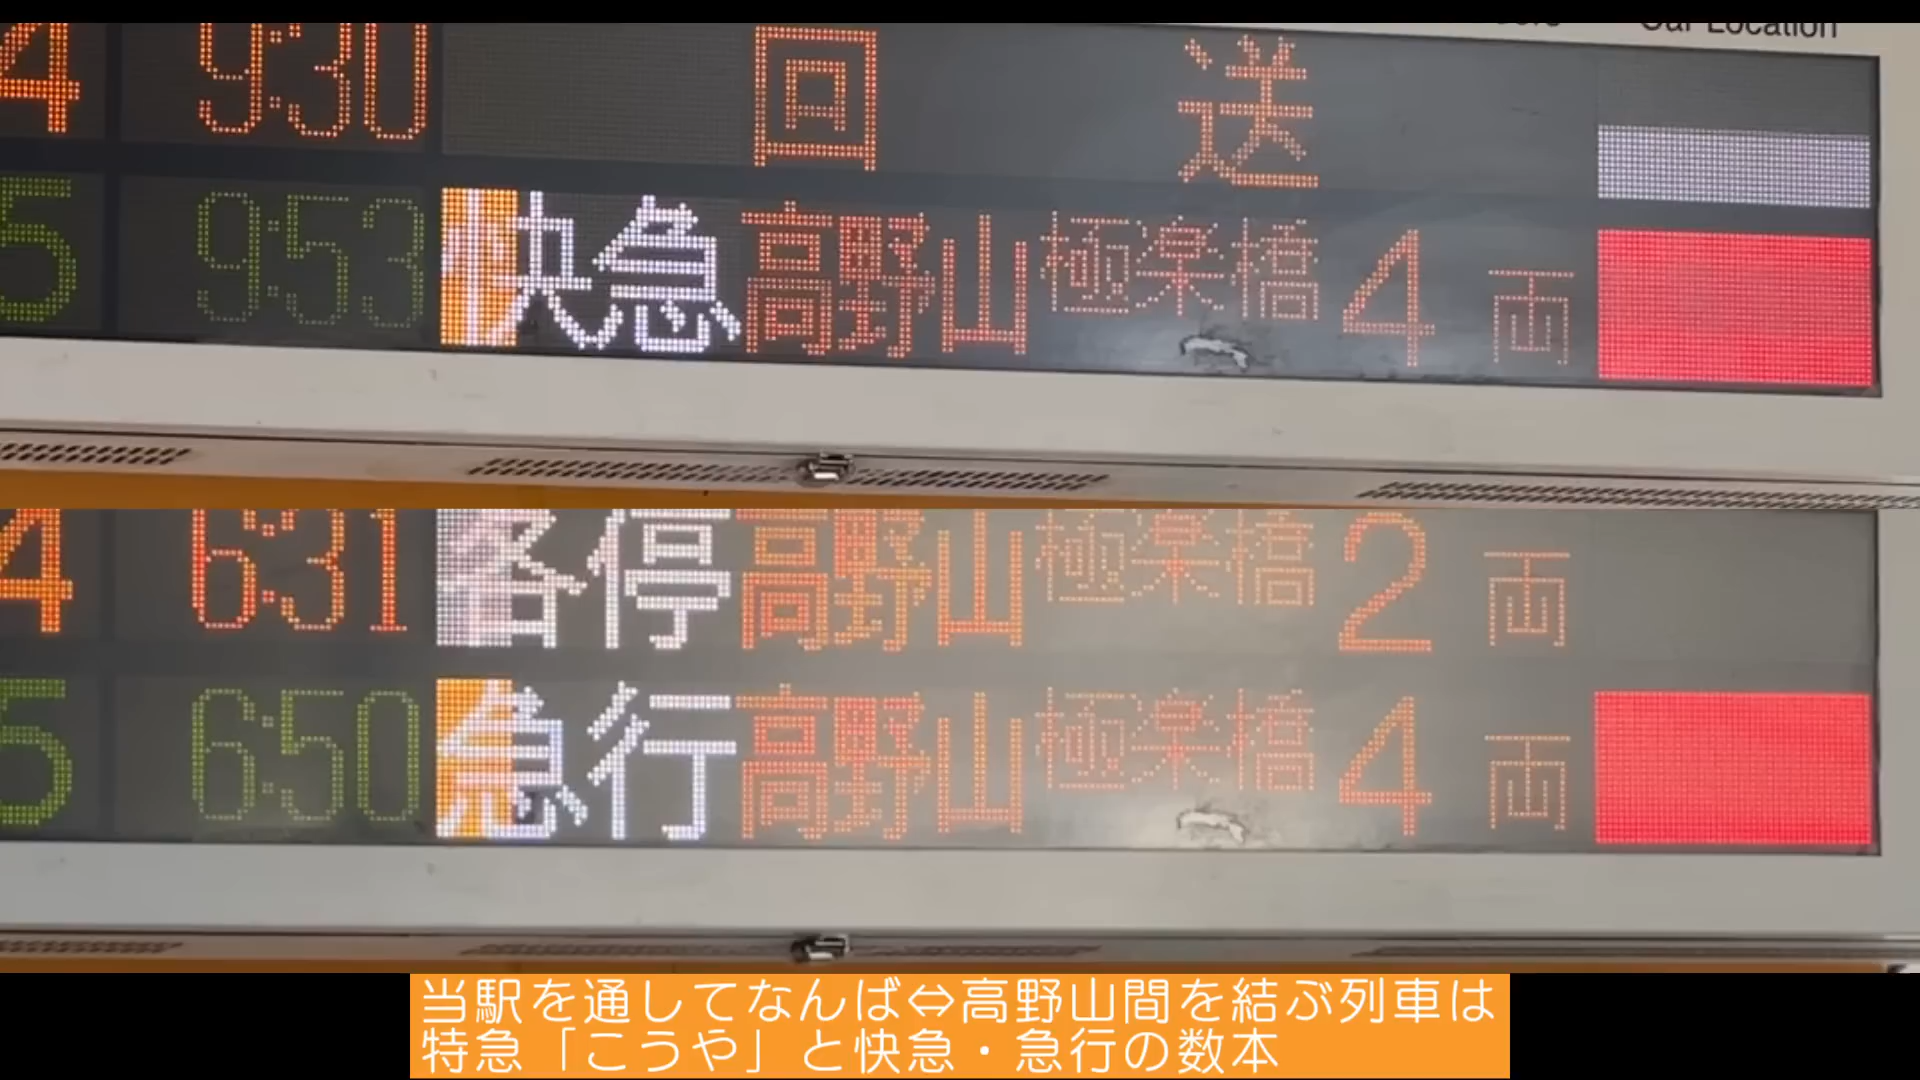 Car Location
4 9:30 回送
5 9:53 快急 高野山 極楽橋 4両
4 6:31 各停 高野山 極楽橋 2両
5 6:50 急行 高野山 極楽橋 4両
当駅を通してなんば⇔高野山間を結ぶ列車は
特急「こうや」と快急・急行の数本